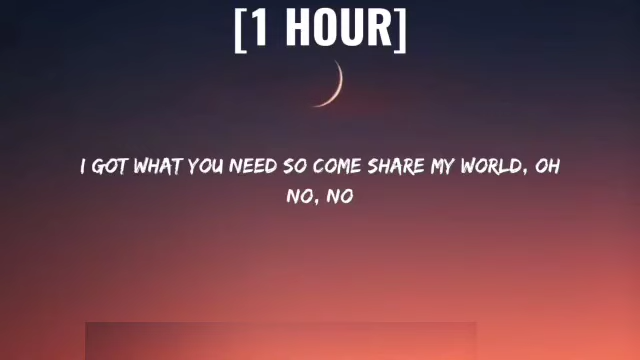 [1 HOUR]
I GOT WHAT YOU NEED SO COME SHARE MY WORLD, OH
NO, NO